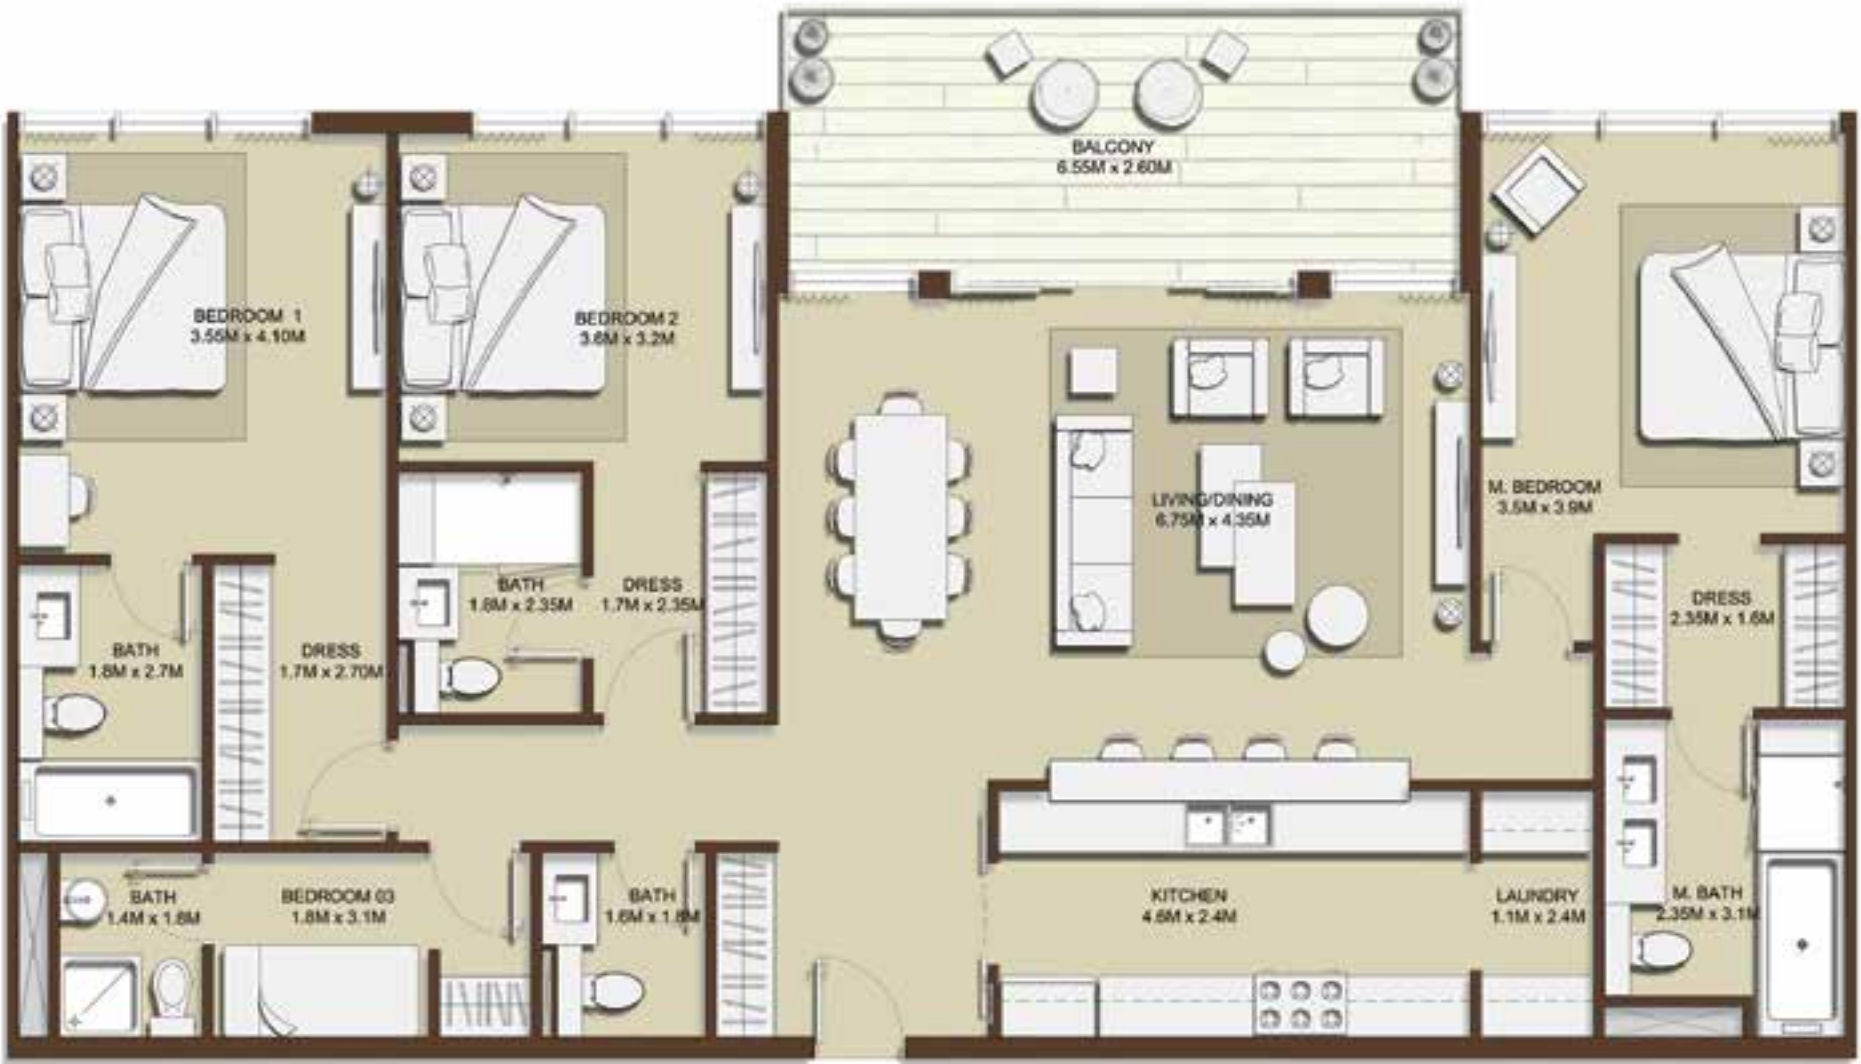 BALCONY
6.55M x 2.60M
BEDROOM 1
3.55M x 4.10M
BEDROOM 2
3.6M x 3.2M
LIVING/DINING
6.75M x 4.35M
M. BEDROOM
3.5M x 3.9M
BATH
1.8M x 2.7M
DRESS
1.7M x 2.70M
BATH
1.8M x 2.35M
DRESS
1.7M x 2.35M
DRESS
2.35M x 1.6M
BATH
1.4M x 1.8M
BEDROOM 03
1.8M x 3.1M
BATH
1.6M x 1.8M
KITCHEN
4.6M x 2.4M
LAUNDRY
1.1M x 2.4M
M. BATH
2.35M x 3.1M